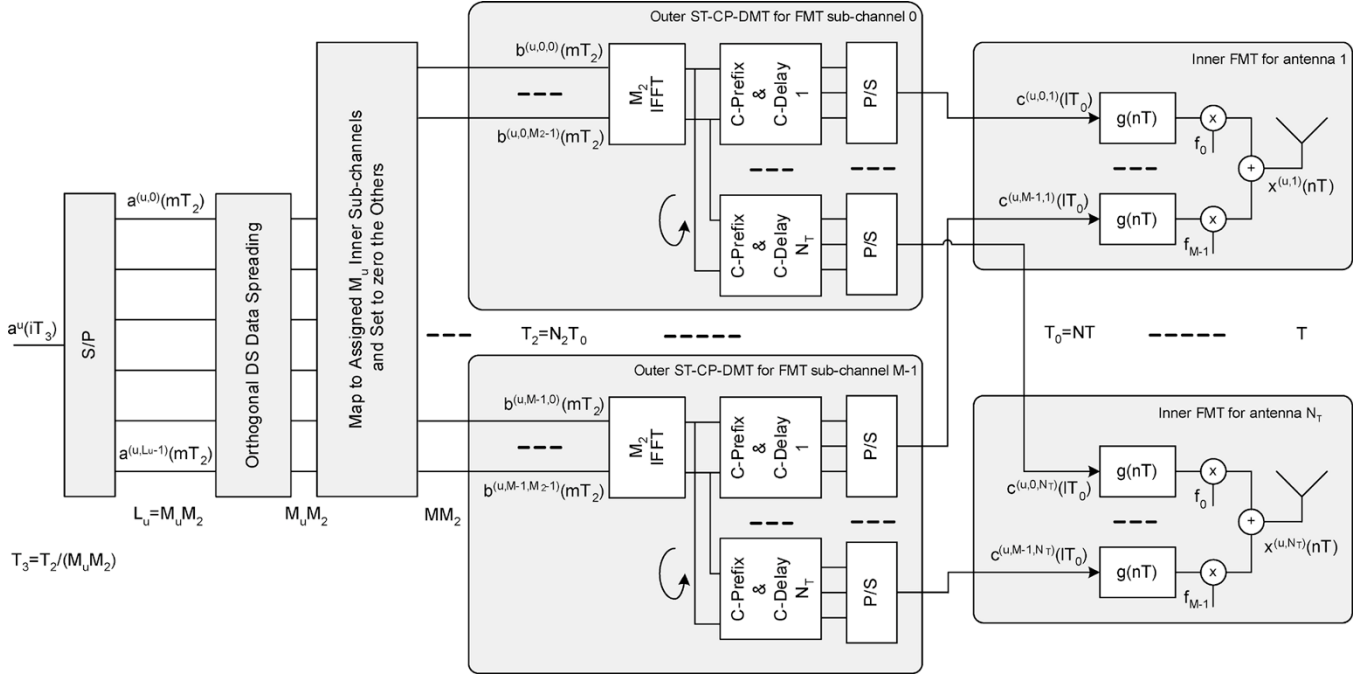 a^u(iT_3)
S/P
a^(u,0)(mT_2)
a^(u,L_u-1)(mT_2)
L_u=M_uM_2
T_3=T_2/(M_uM_2)
Orthogonal DS Data Spreading
M_uM_2
Map to Assigned M_u Inner Sub-channels
and Set to zero the Others
MM_2
Outer ST-CP-DMT for FMT sub-channel 0
b^(u,0,0)(mT_2)
b^(u,0,M_2-1)(mT_2)
M_2
IFFT
C-Prefix
&
C-Delay
1
P/S
C-Prefix
&
C-Delay
N_T
P/S
T_2=N_2T_0
Outer ST-CP-DMT for FMT sub-channel M-1
b^(u,M-1,0)(mT_2)
b^(u,M-1,M_2-1)(mT_2)
M_2
IFFT
C-Prefix
&
C-Delay
1
P/S
C-Prefix
&
C-Delay
N_T
P/S
Inner FMT for antenna 1
c^(u,0,1)(lT_0)
g(nT)
x
f_0
+
x^(u,1)(nT)
c^(u,M-1,1)(lT_0)
g(nT)
x
f_M-1
T_0=NT
T
Inner FMT for antenna N_T
c^(u,0,N_T)(lT_0)
g(nT)
x
f_0
+
x^(u,N_T)(nT)
c^(u,M-1,N_T)(lT_0)
g(nT)
x
f_M-1